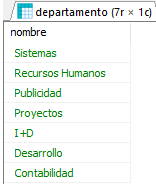 departamento (7r × 1c)
nombre
Sistemas
Recursos Humanos
Publicidad
Proyectos
I+D
Desarrollo
Contabilidad